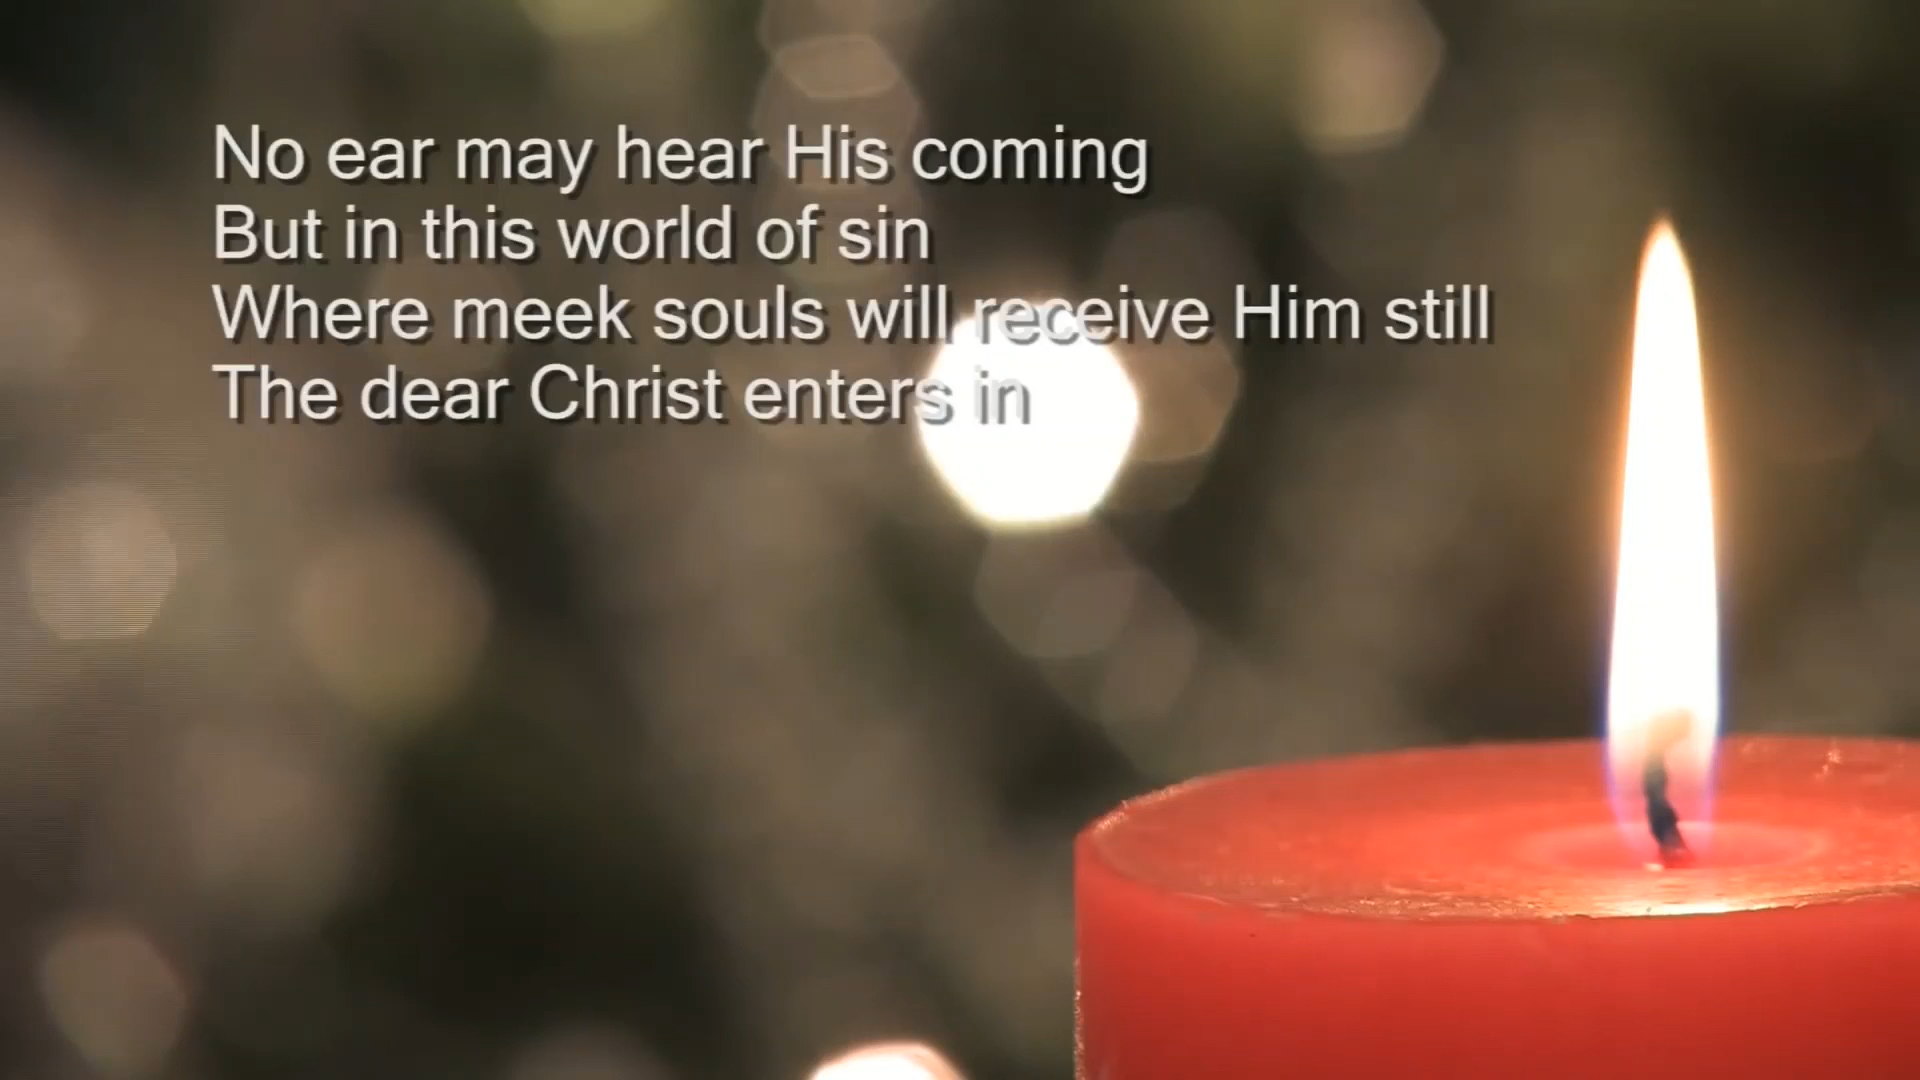 No ear may hear His coming
But in this world of sin
Where meek souls will receive Him still
The dear Christ enters in